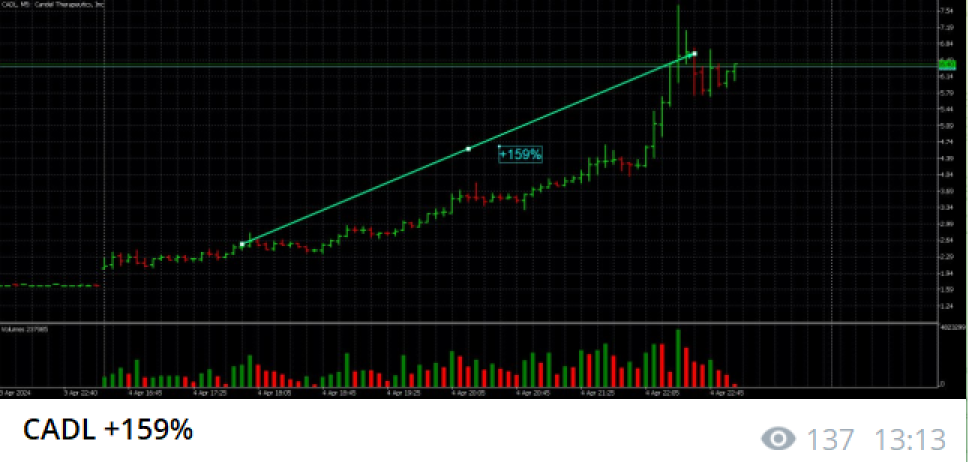 CADL, M5: Candel Therapeutics, Inc
7.54
7.19
6.84
6.24
5.79
5.44
5.09
4.74
4.39
4.04
3.69
3.34
2.99
2.64
2.29
1.94
1.59
1.24
+159%
Volumes 237985
0
3 Apr 2024
3 Apr 22:40
4 Apr 16:45
4 Apr 17:25
4 Apr 18:05
4 Apr 18:45
4 Apr 19:25
4 Apr 20:05
4 Apr 20:45
4 Apr 21:25
4 Apr 22:05
4 Apr 22:45
CADL +159%
137 13:13